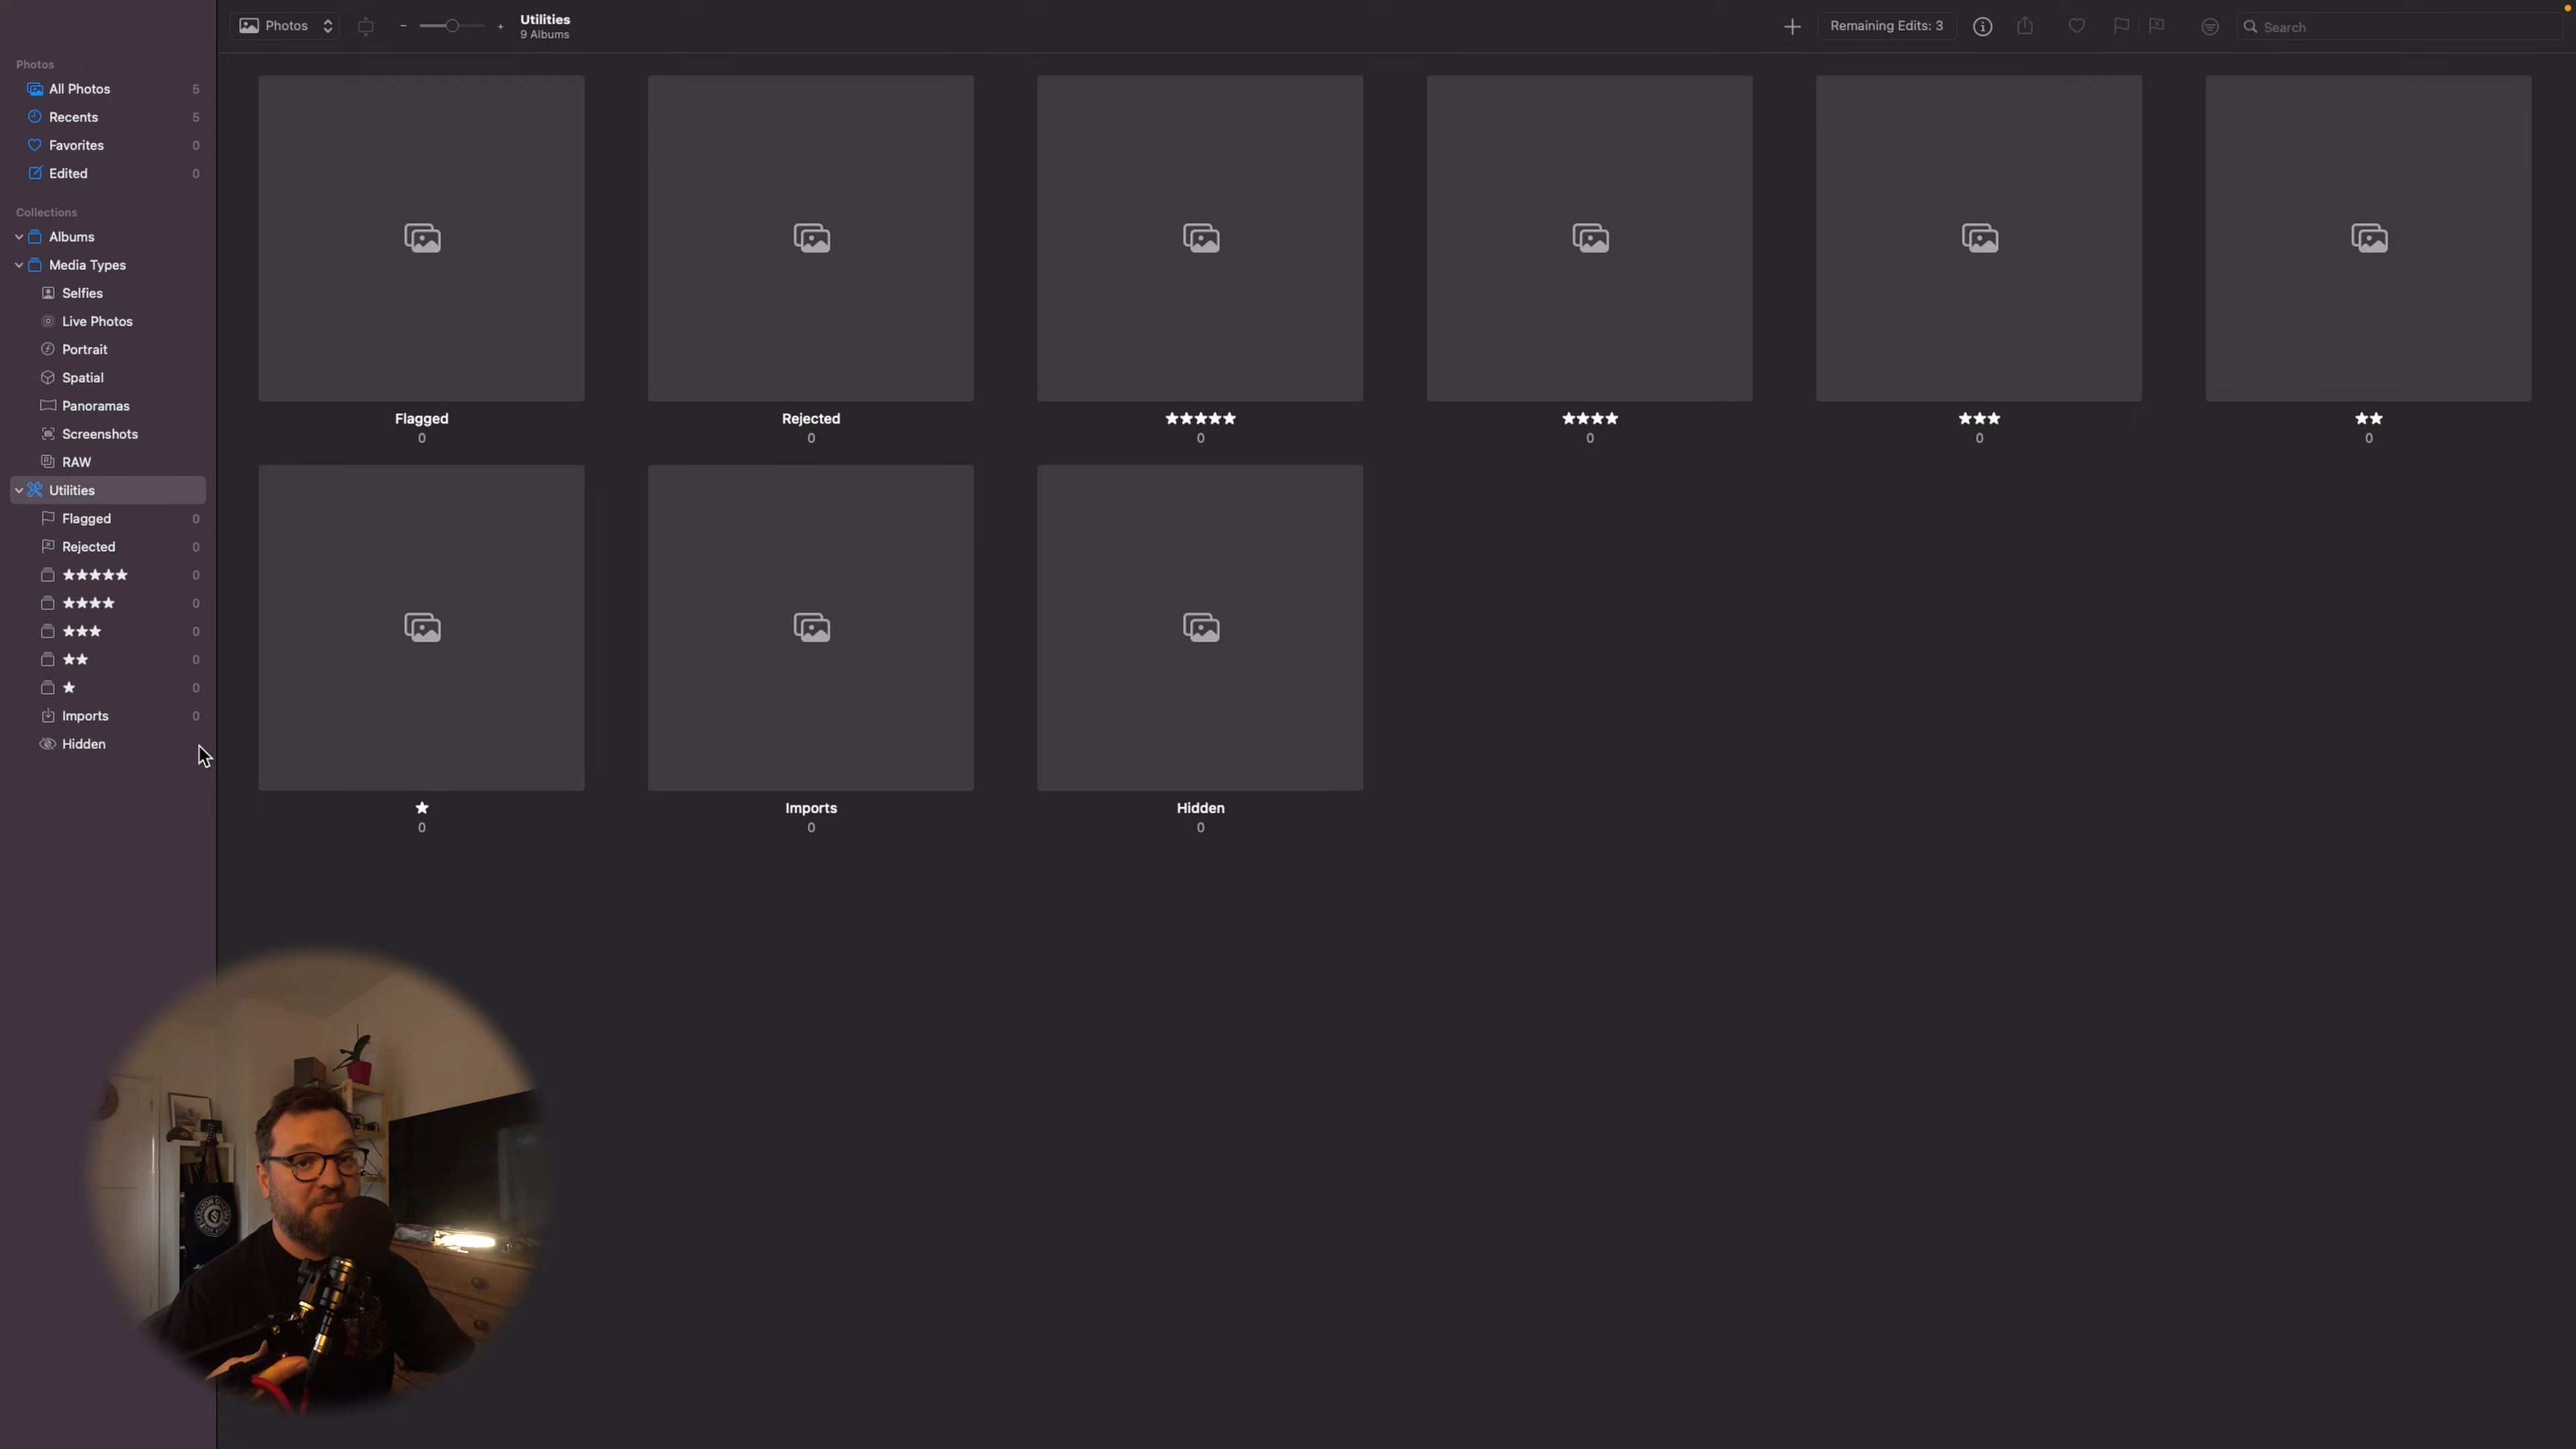 Photos
Utilities
9 Albums
Remaining Edits: 3
Search
Photos
All Photos 5
Recents 5
Favorites 0
Edited 0
Collections
Albums
Media Types
Selfies
Live Photos
Portrait
Spatial
Panoramas
Screenshots
RAW
Utilities
Flagged 0
Rejected 0
★★★★★ 0
★★★★ 0
★★★ 0
★★ 0
★ 0
Imports 0
Hidden
Flagged
0
Rejected
0
★★★★★
0
★★★★
0
★★★
0
★★
0
★
0
Imports
0
Hidden
0